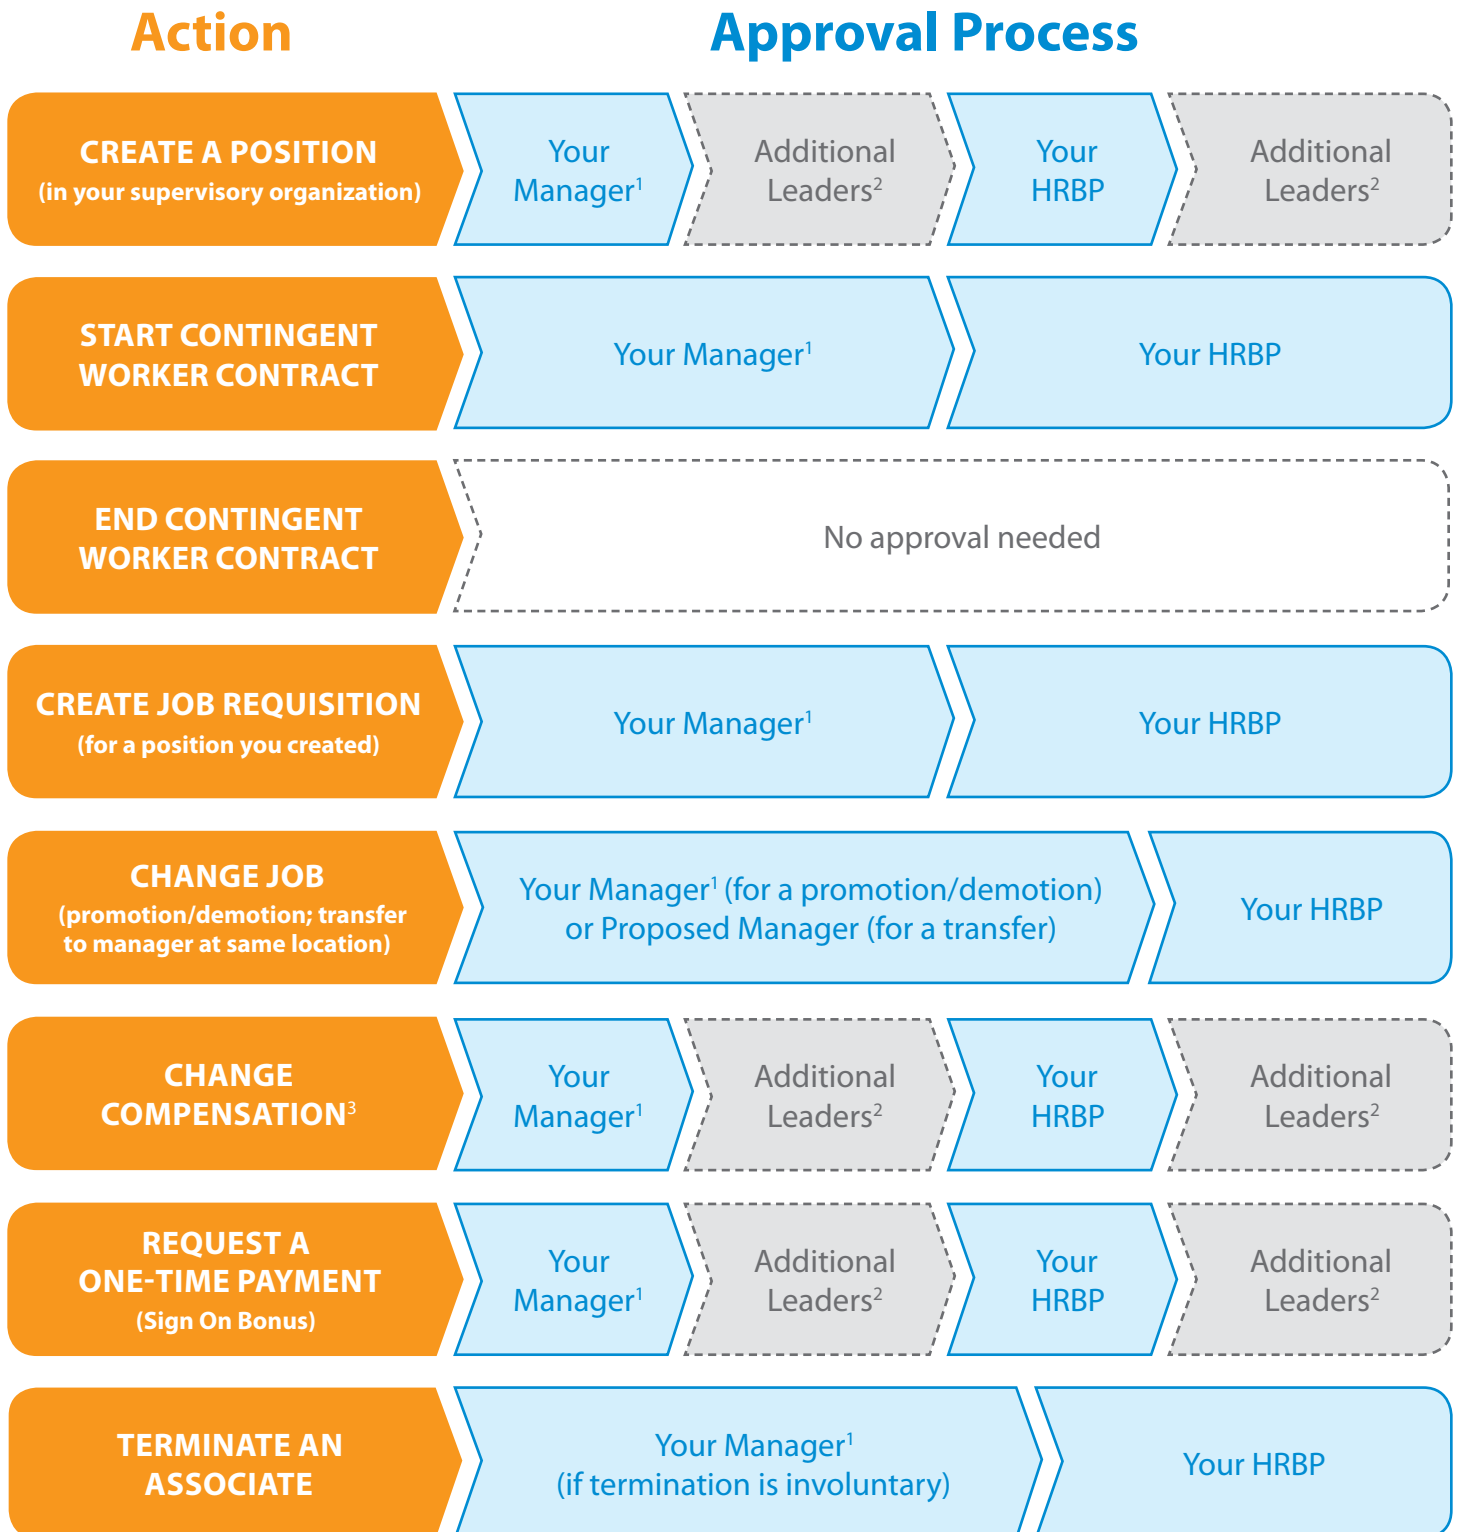 Action
Approval Process
CREATE A POSITION
(in your supervisory organization)
Your
Manager¹
Additional
Leaders²
Your
HRBP
Additional
Leaders²
START CONTINGENT
WORKER CONTRACT
Your Manager¹
Your HRBP
END CONTINGENT
WORKER CONTRACT
No approval needed
CREATE JOB REQUISITION
(for a position you created)
Your Manager¹
Your HRBP
CHANGE JOB
(promotion/demotion; transfer
to manager at same location)
Your Manager¹ (for a promotion/demotion)
or Proposed Manager (for a transfer)
Your HRBP
CHANGE
COMPENSATION³
Your
Manager¹
Additional
Leaders²
Your
HRBP
Additional
Leaders²
REQUEST A
ONE-TIME PAYMENT
(Sign On Bonus)
Your
Manager¹
Additional
Leaders²
Your
HRBP
Additional
Leaders²
TERMINATE AN
ASSOCIATE
Your Manager¹
(if termination is involuntary)
Your HRBP